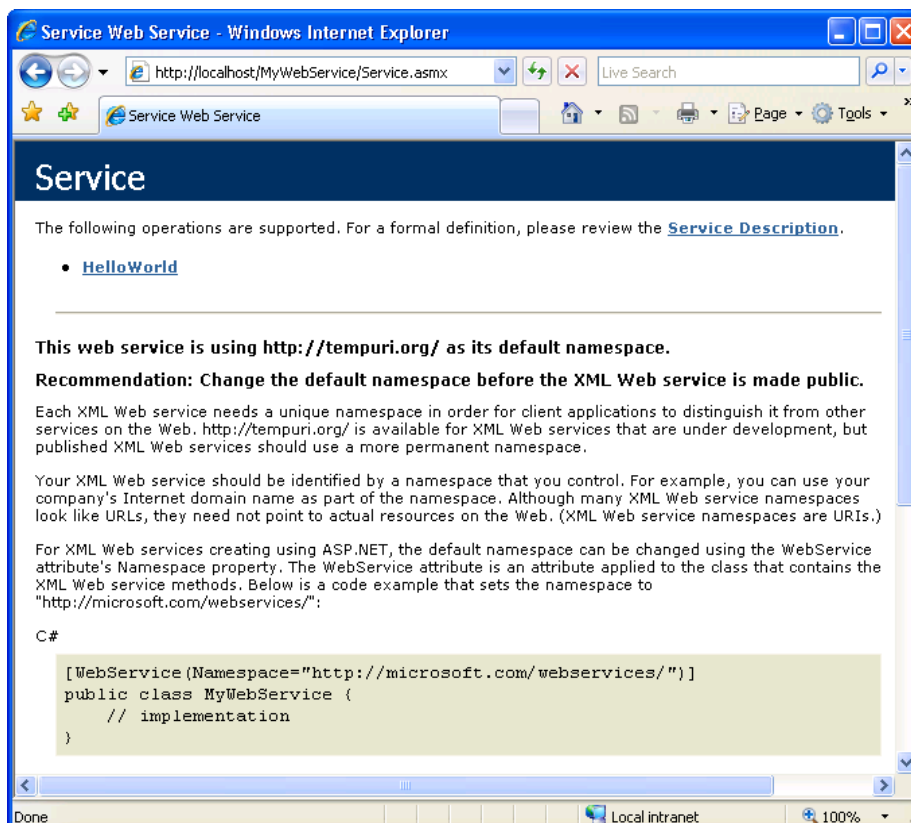 Service Web Service - Windows Internet Explorer
http://localhost/MyWebService/Service.asmx
Live Search
Service Web Service
Page
Tools
»
Service
The following operations are supported. For a formal definition, please review the Service Description.
• HelloWorld
This web service is using http://tempuri.org/ as its default namespace.
Recommendation: Change the default namespace before the XML Web service is made public.
Each XML Web service needs a unique namespace in order for client applications to distinguish it from other
services on the Web. http://tempuri.org/ is available for XML Web services that are under development, but
published XML Web services should use a more permanent namespace.
Your XML Web service should be identified by a namespace that you control. For example, you can use your
company's Internet domain name as part of the namespace. Although many XML Web service namespaces
look like URLs, they need not point to actual resources on the Web. (XML Web service namespaces are URIs.)
For XML Web services creating using ASP.NET, the default namespace can be changed using the WebService
attribute's Namespace property. The WebService attribute is an attribute applied to the class that contains the
XML Web service methods. Below is a code example that sets the namespace to
"http://microsoft.com/webservices/":
C#
[WebService(Namespace="http://microsoft.com/webservices/")]
public class MyWebService {
    // implementation
}
Done
Local intranet
100%